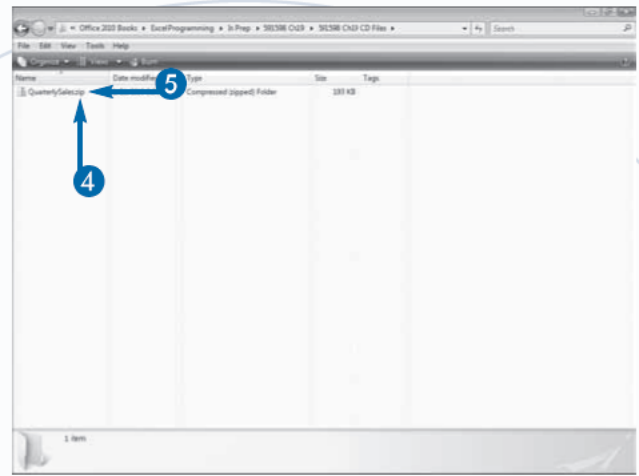 « Office 2010 Books ▸ ExcelProgramming ▸ In Prep ▸ 591598 Ch19 ▸ 591598 Ch19 CD Files ▸
Search
File Edit View Tools Help
Organize Views Burn
Name Date modified Type Size Tags
QuarterlySales.zip Compressed (zipped) Folder 193 KB
5
4
1 item